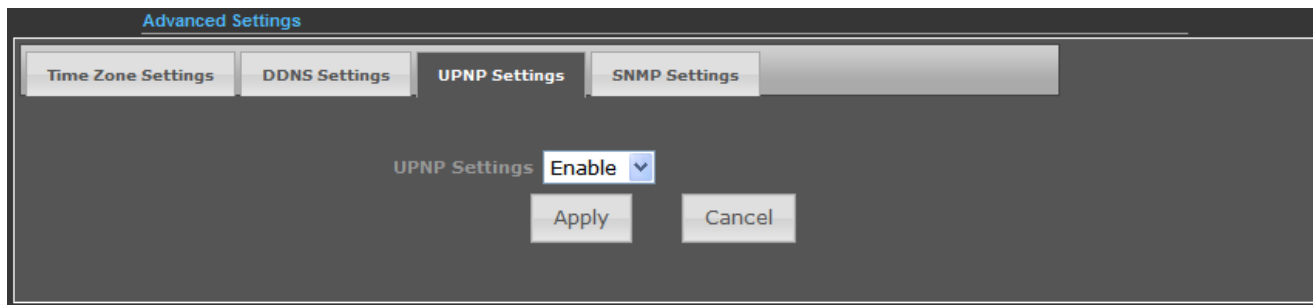 Advanced Settings
Time Zone Settings DDNS Settings UPNP Settings SNMP Settings
UPNP Settings Enable
Apply Cancel